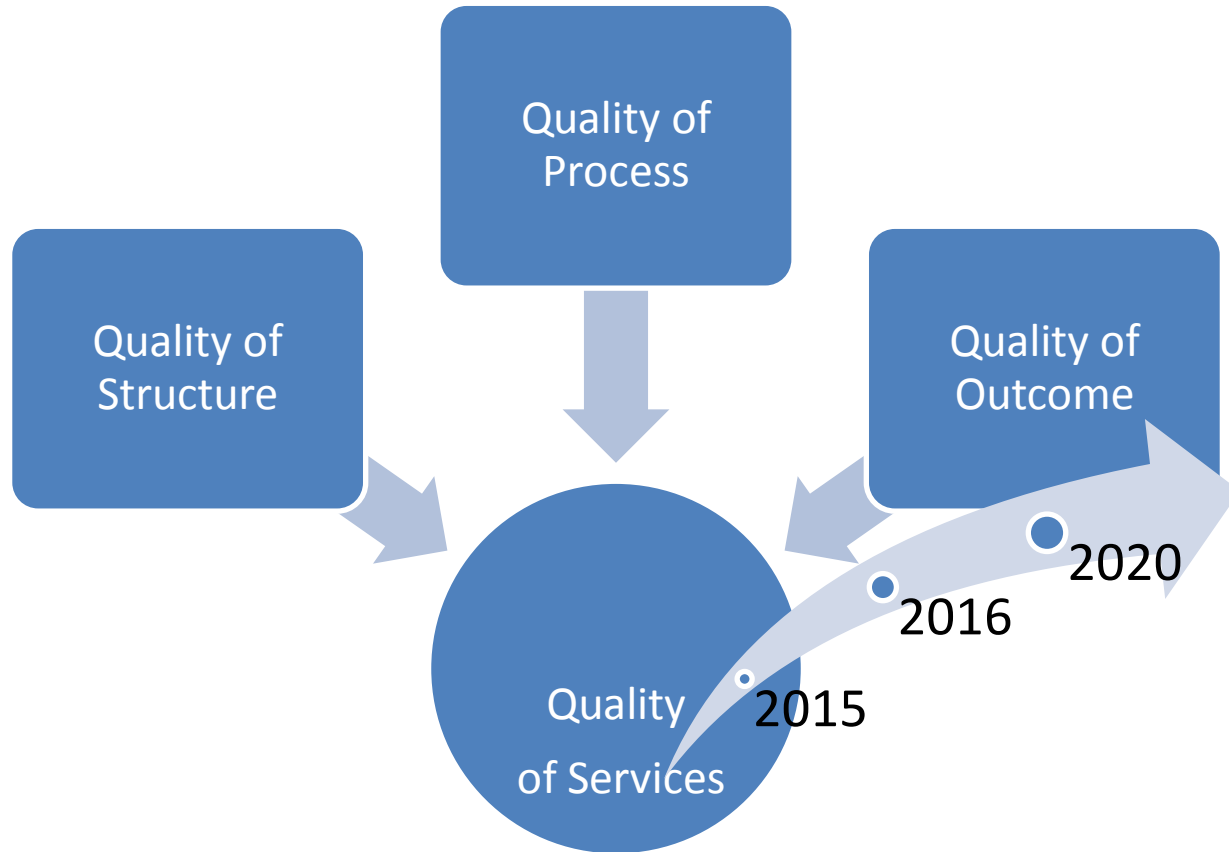 Quality of
Process
Quality of
Structure
Quality of
Outcome
2020
2016
2015
Quality
of Services